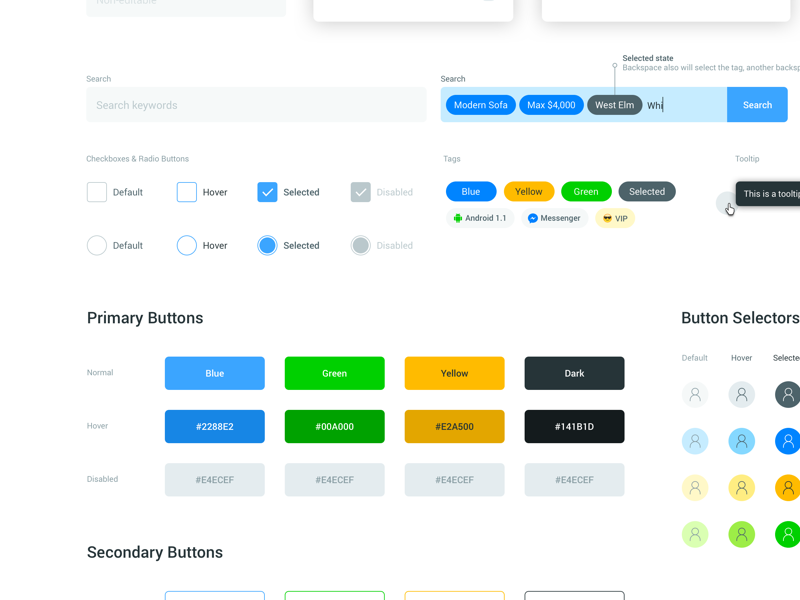 Non-editable
Selected state
Backspace also will select the tag, another backsp
Search
Search
Search keywords
Modern Sofa
Max $4,000
West Elm
Whi
Search
Checkboxes & Radio Buttons
Tags
Tooltip
Default
Hover
Selected
Disabled
Blue
Yellow
Green
Selected
This is a tooltip
Android 1.1
Messenger
VIP
Default
Hover
Selected
Disabled
Primary Buttons
Button Selectors
Default
Hover
Selecte
Normal
Blue
Green
Yellow
Dark
Hover
#2288E2
#00A000
#E2A500
#141B1D
Disabled
#E4ECEF
#E4ECEF
#E4ECEF
#E4ECEF
Secondary Buttons